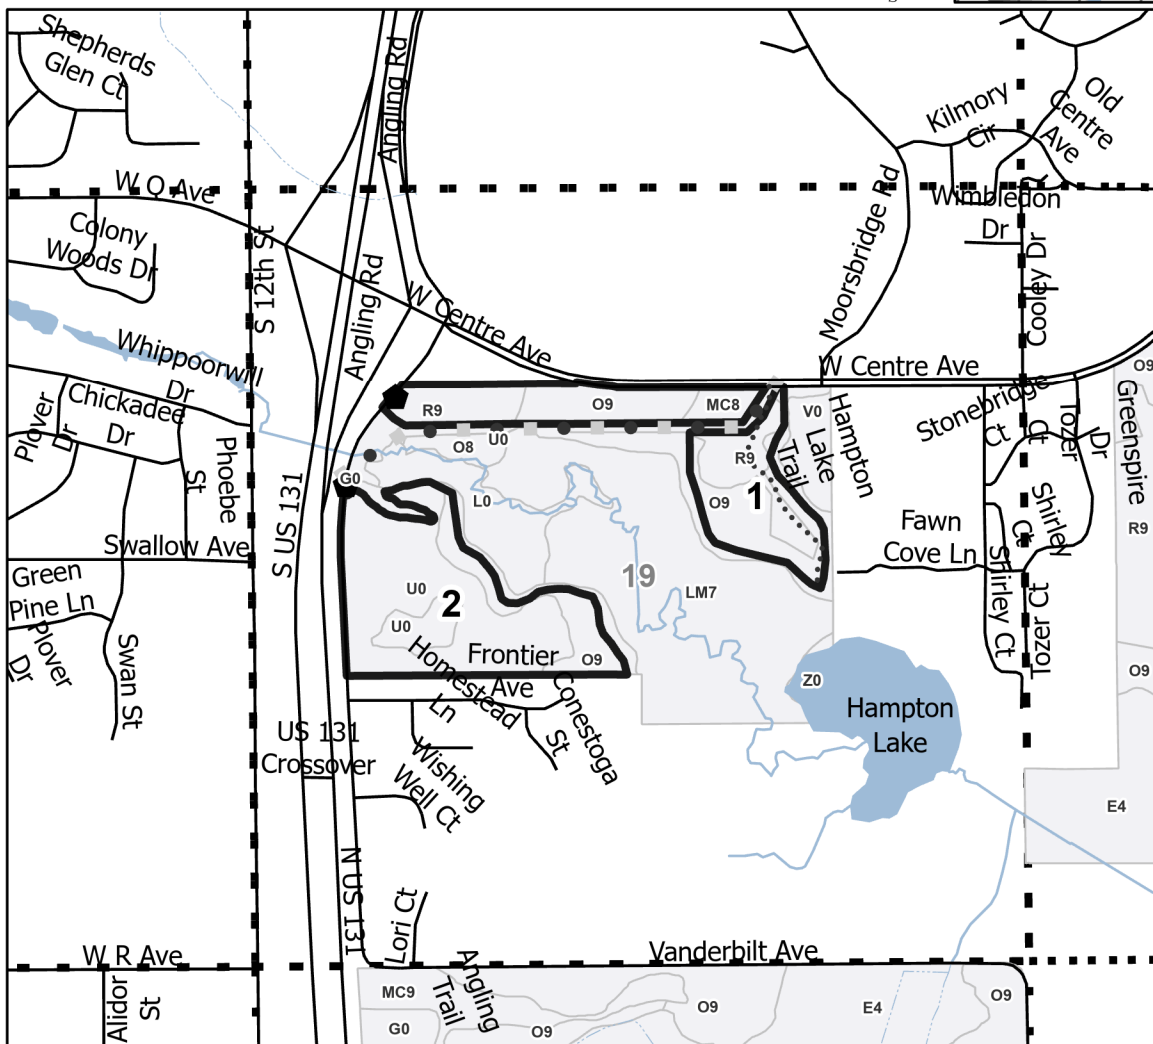 Shepherds
Glen Ct
Angling Rd
Old
Centre
Ave
Kilmory
Cir
W Q Ave
Wimbledon
Dr
Moorsbridge Rd
Colony
Woods Dr
S 12th St
Angling Rd
Cooley Dr
W Centre Ave
Whippoorwill
Dr
W Centre Ave
O9
Chickadee
Dr
Plover
Dr
R9
O9
MC8
V0
Hampton
Lake
Trail
Stonebridge
Ct
Ct
Tozer
Dr
Greenspire
Phoebe
St
O8
U0
R9
G0
L0
O9
1
S US 131
Fawn
Cove Ln
Shirley
Ct
R9
Swallow Ave
Shirley Ct
Green
Pine Ln
19
U0
2
LM7
Tozer Ct
Plover
Dr
U0
Swan St
Frontier
Ave
O9
Homestead
Ln
Conestoga
St
Z0
O9
Hampton
Lake
US 131
Crossover
Wishing
Well Ct
E4
N US 131
Lori Ct
W R Ave
Vanderbilt Ave
Angling
Trail
Alidor
St
MC9
O9
E4
O9
G0
O9